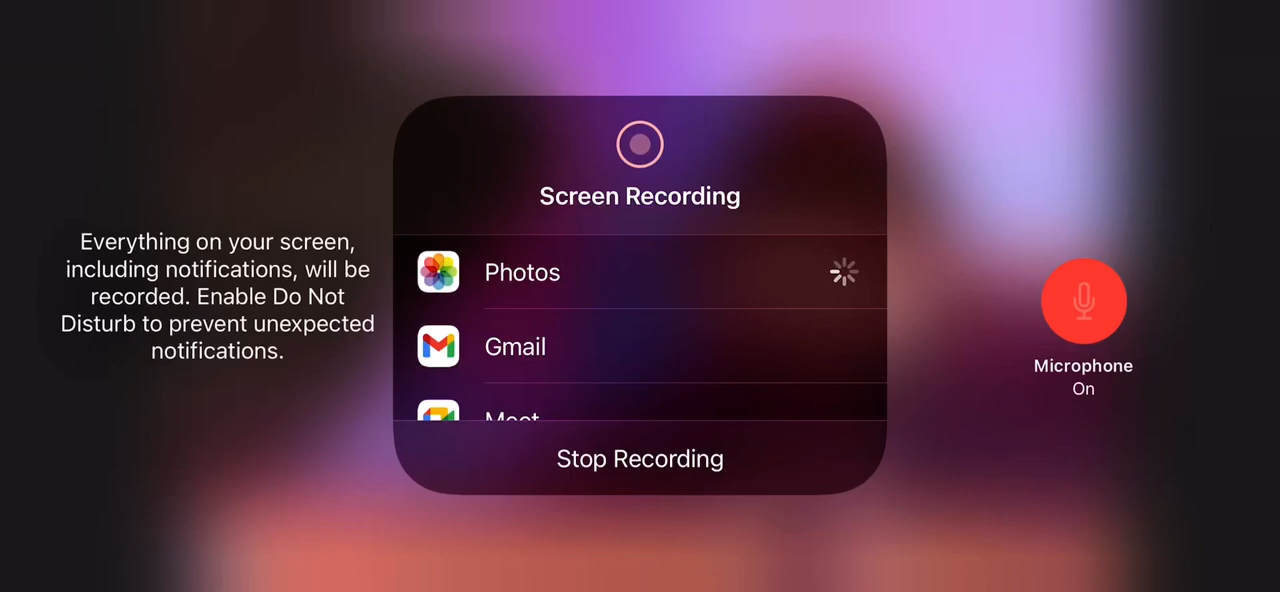 Screen Recording
Everything on your screen,
including notifications, will be
recorded. Enable Do Not
Disturb to prevent unexpected
notifications.
Photos
Gmail
Meet
Stop Recording
Microphone
On